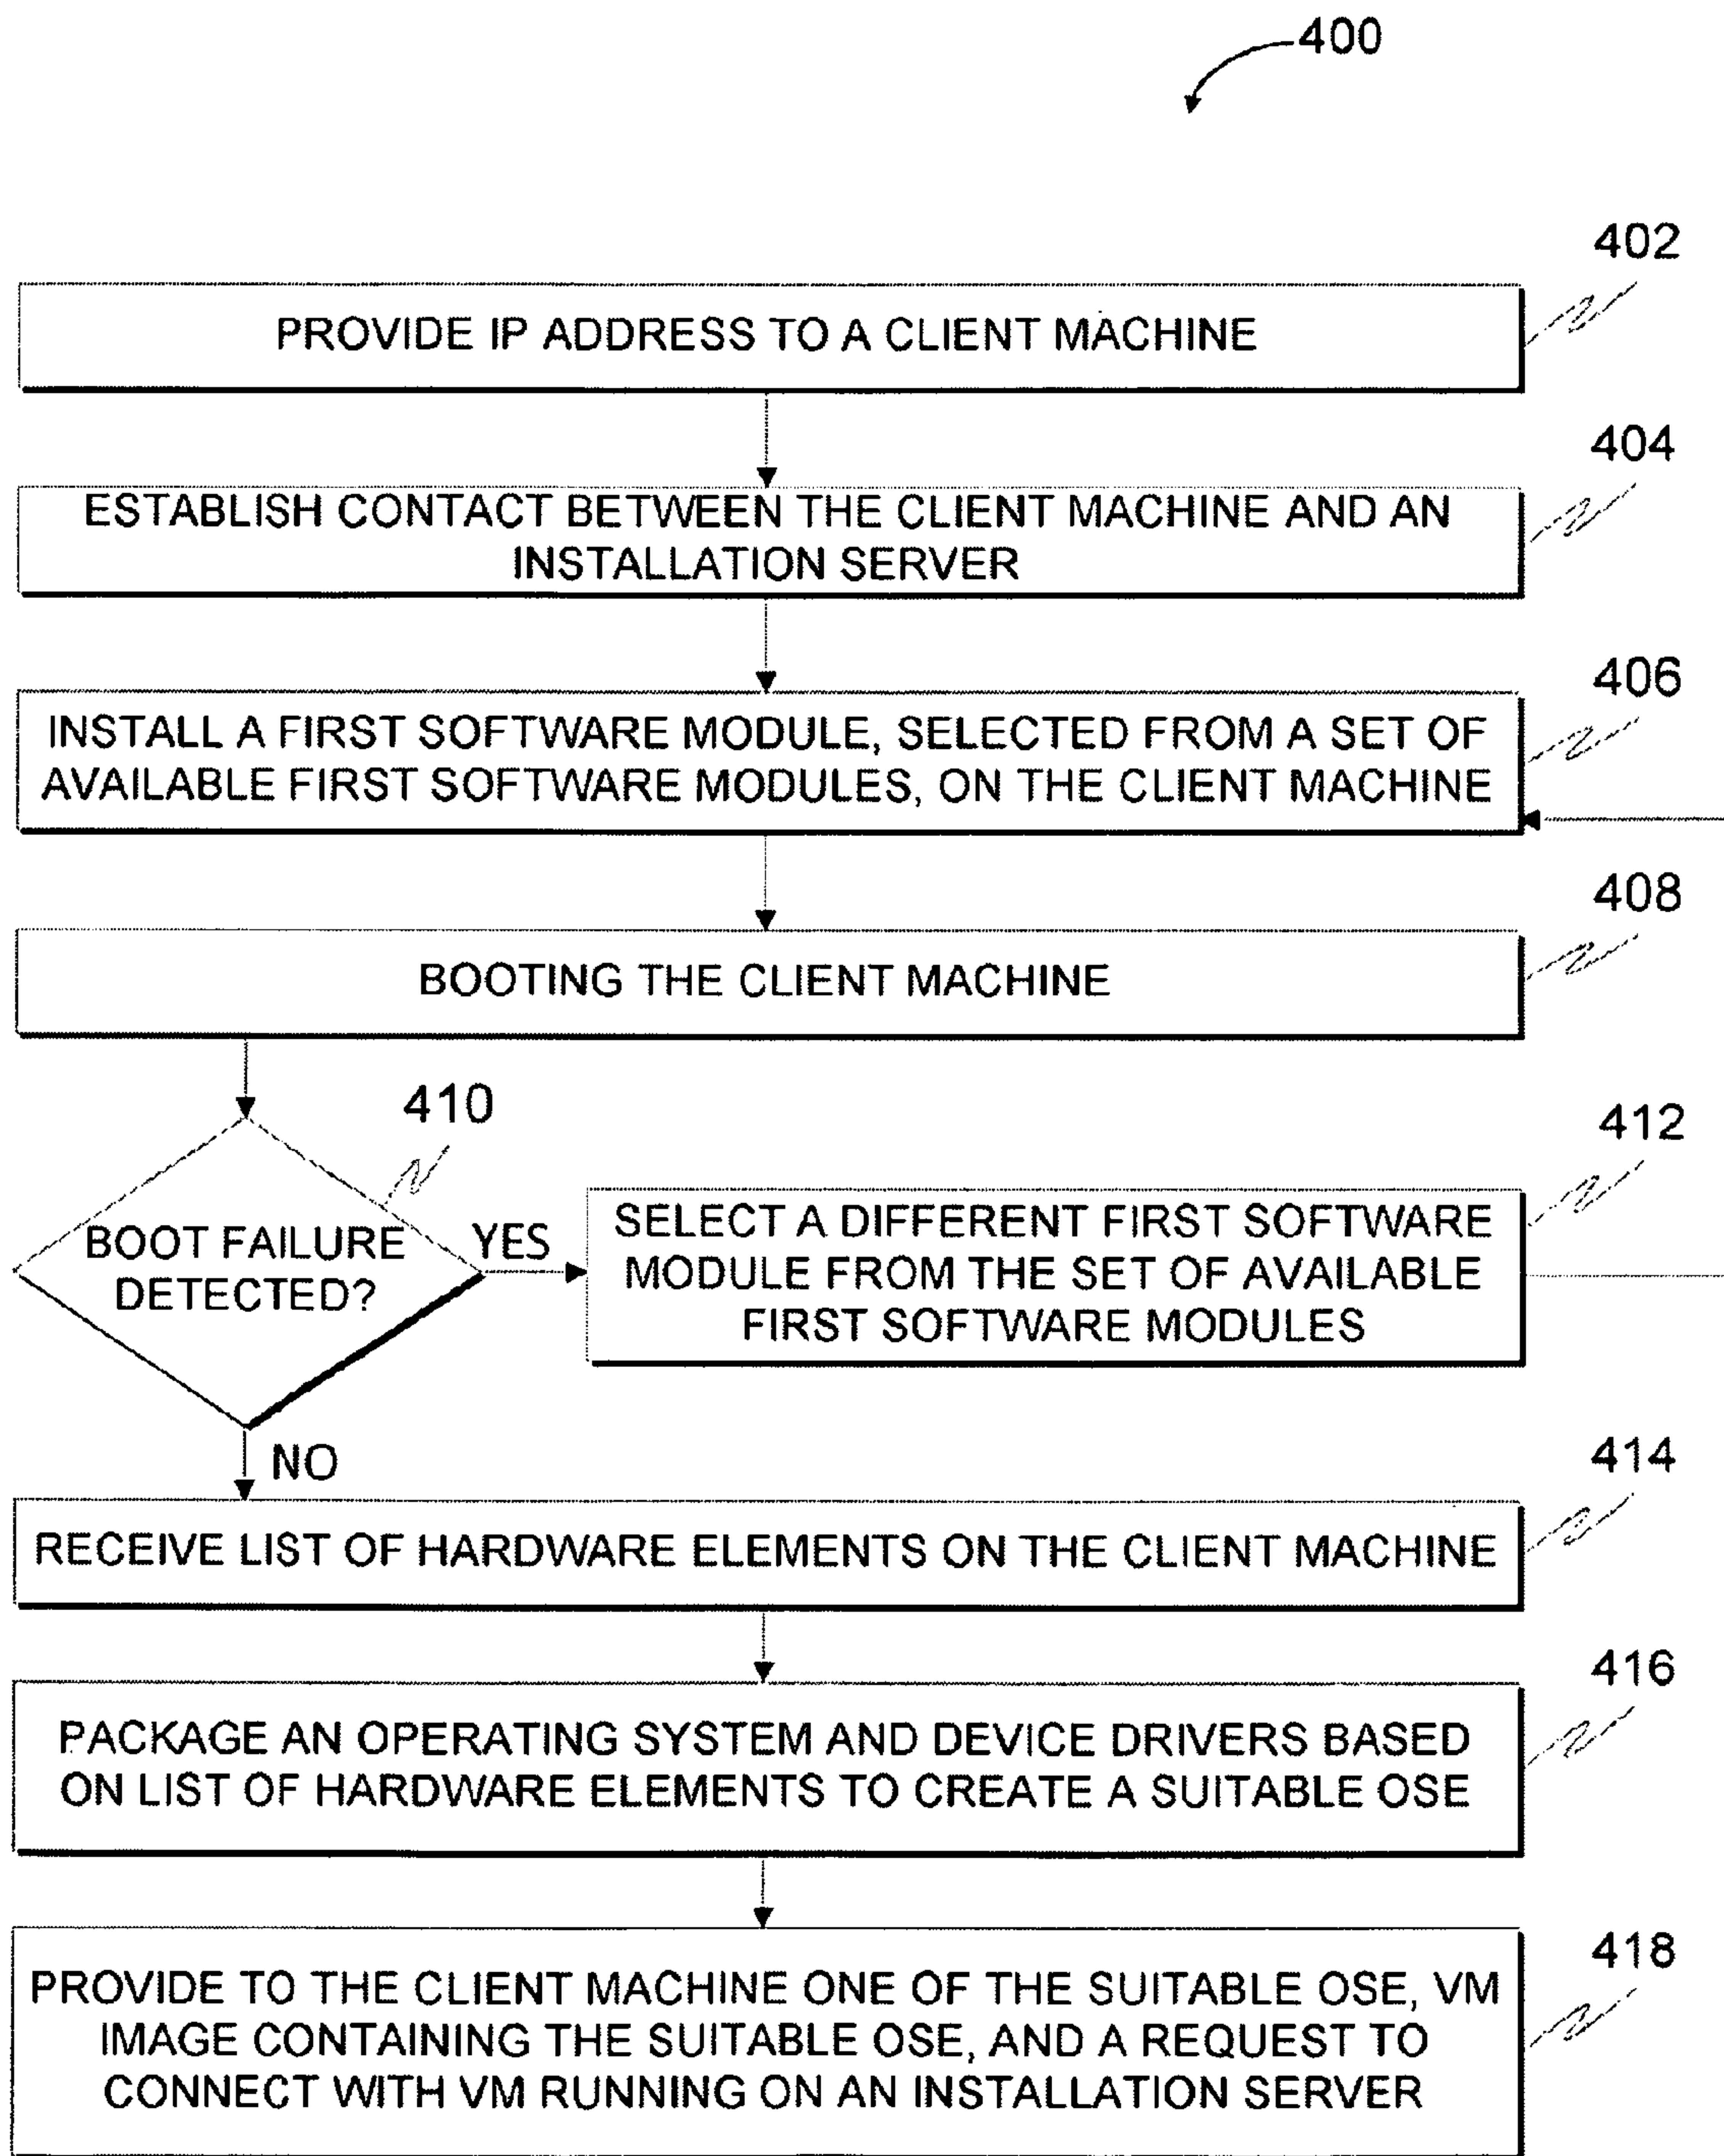 400
402
PROVIDE IP ADDRESS TO A CLIENT MACHINE
404
ESTABLISH CONTACT BETWEEN THE CLIENT MACHINE AND AN
INSTALLATION SERVER
406
INSTALL A FIRST SOFTWARE MODULE, SELECTED FROM A SET OF
AVAILABLE FIRST SOFTWARE MODULES, ON THE CLIENT MACHINE
408
BOOTING THE CLIENT MACHINE
410
BOOT FAILURE
DETECTED?
YES
412
SELECT A DIFFERENT FIRST SOFTWARE
MODULE FROM THE SET OF AVAILABLE
FIRST SOFTWARE MODULES
NO
414
RECEIVE LIST OF HARDWARE ELEMENTS ON THE CLIENT MACHINE
416
PACKAGE AN OPERATING SYSTEM AND DEVICE DRIVERS BASED
ON LIST OF HARDWARE ELEMENTS TO CREATE A SUITABLE OSE
418
PROVIDE TO THE CLIENT MACHINE ONE OF THE SUITABLE OSE, VM
IMAGE CONTAINING THE SUITABLE OSE, AND A REQUEST TO
CONNECT WITH VM RUNNING ON AN INSTALLATION SERVER